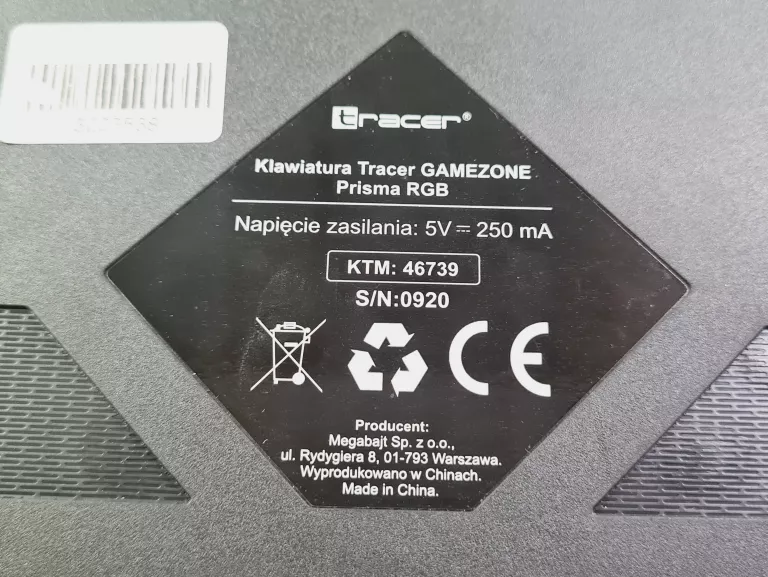 tracer®
Klawiatura Tracer GAMEZONE
Prisma RGB
Napięcie zasilania: 5V ⎓ 250 mA
KTM: 46739
S/N:0920
CE
Producent:
Megabajt Sp. z o.o.,
ul. Rydygiera 8, 01-793 Warszawa.
Wyprodukowano w Chinach.
Made in China.